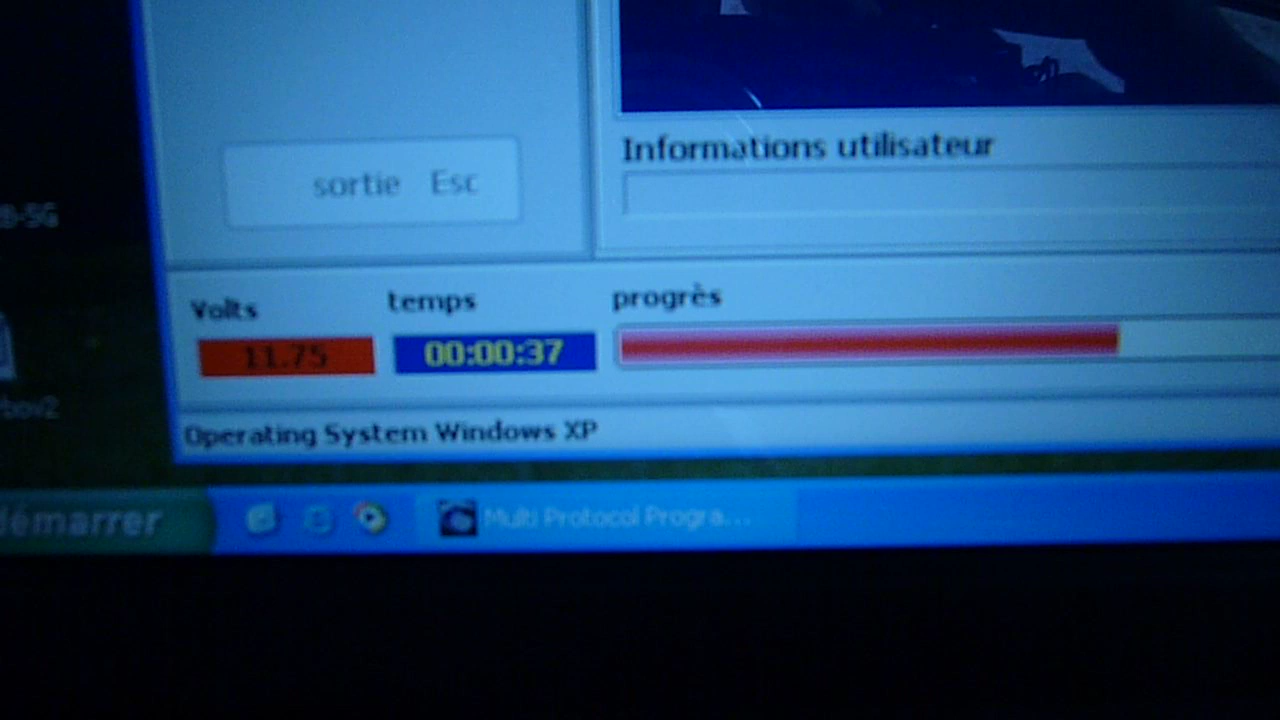 Informations utilisateur
sortie Esc
Volts temps progrès
11.75 00:00:37
Operating System Windows XP
démarrer Multi Protocol Progra...